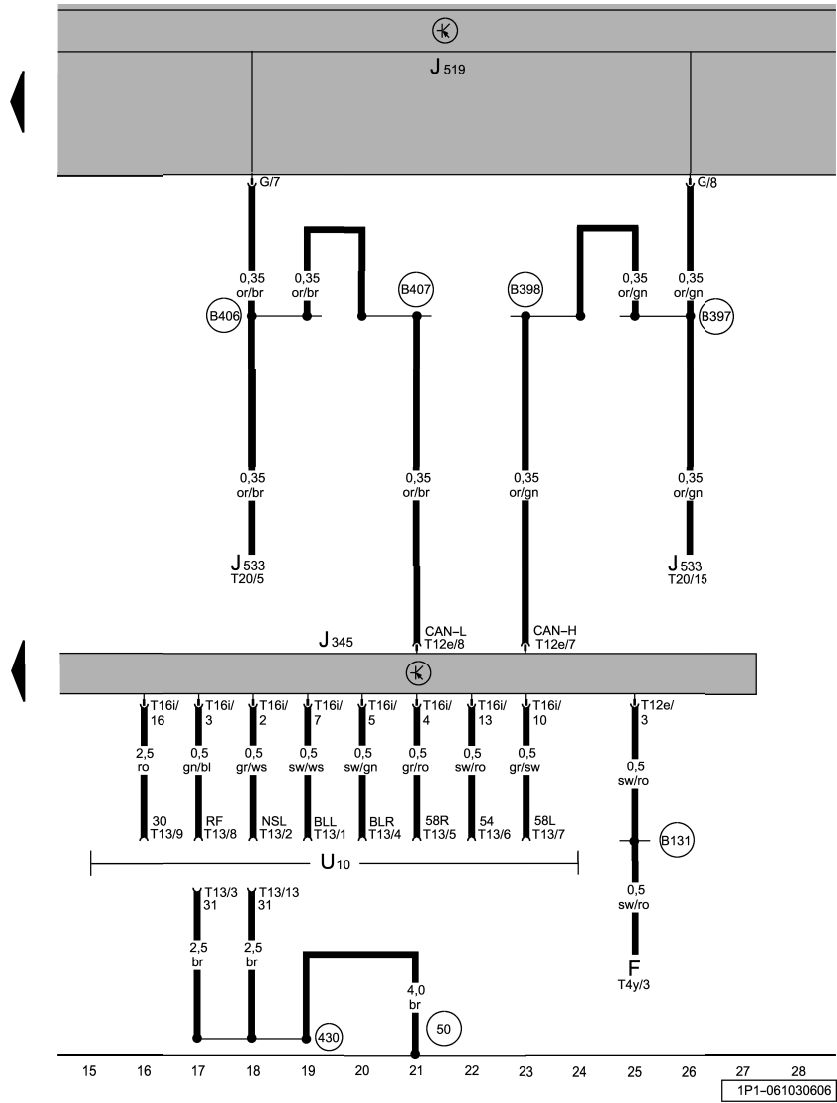 J 519
G/7 G/8
0,35 0,35 0,35 0,35
or/br or/br or/gn or/gn
B406 B407 B398 B397
0,35 0,35 0,35 0,35
or/br or/br or/gn or/gn
J 533 J 533
T20/5 T20/15
J 345
CAN-L CAN-H
T12e/8 T12e/7
T16i/ T16i/ T16i/ T16i/ T16i/ T16i/ T16i/ T16i/ T12e/
16 3 2 7 5 4 13 10 3
2,5 0,5 0,5 0,5 0,5 0,5 0,5 0,5 0,5
ro gn/bl gr/ws sw/ws sw/gn gr/ro sw/ro gr/sw sw/ro
30 RF NSL BLL BLR 58R 54 58L
T13/9 T13/8 T13/2 T13/1 T13/4 T13/5 T13/6 T13/7
B131
U10
T13/3 T13/13
31 31
0,5
sw/ro
2,5 2,5
br br
F
T4y/3
4,0
br
430 50
15 16 17 18 19 20 21 22 23 24 25 26 27 28
1P1-061030606